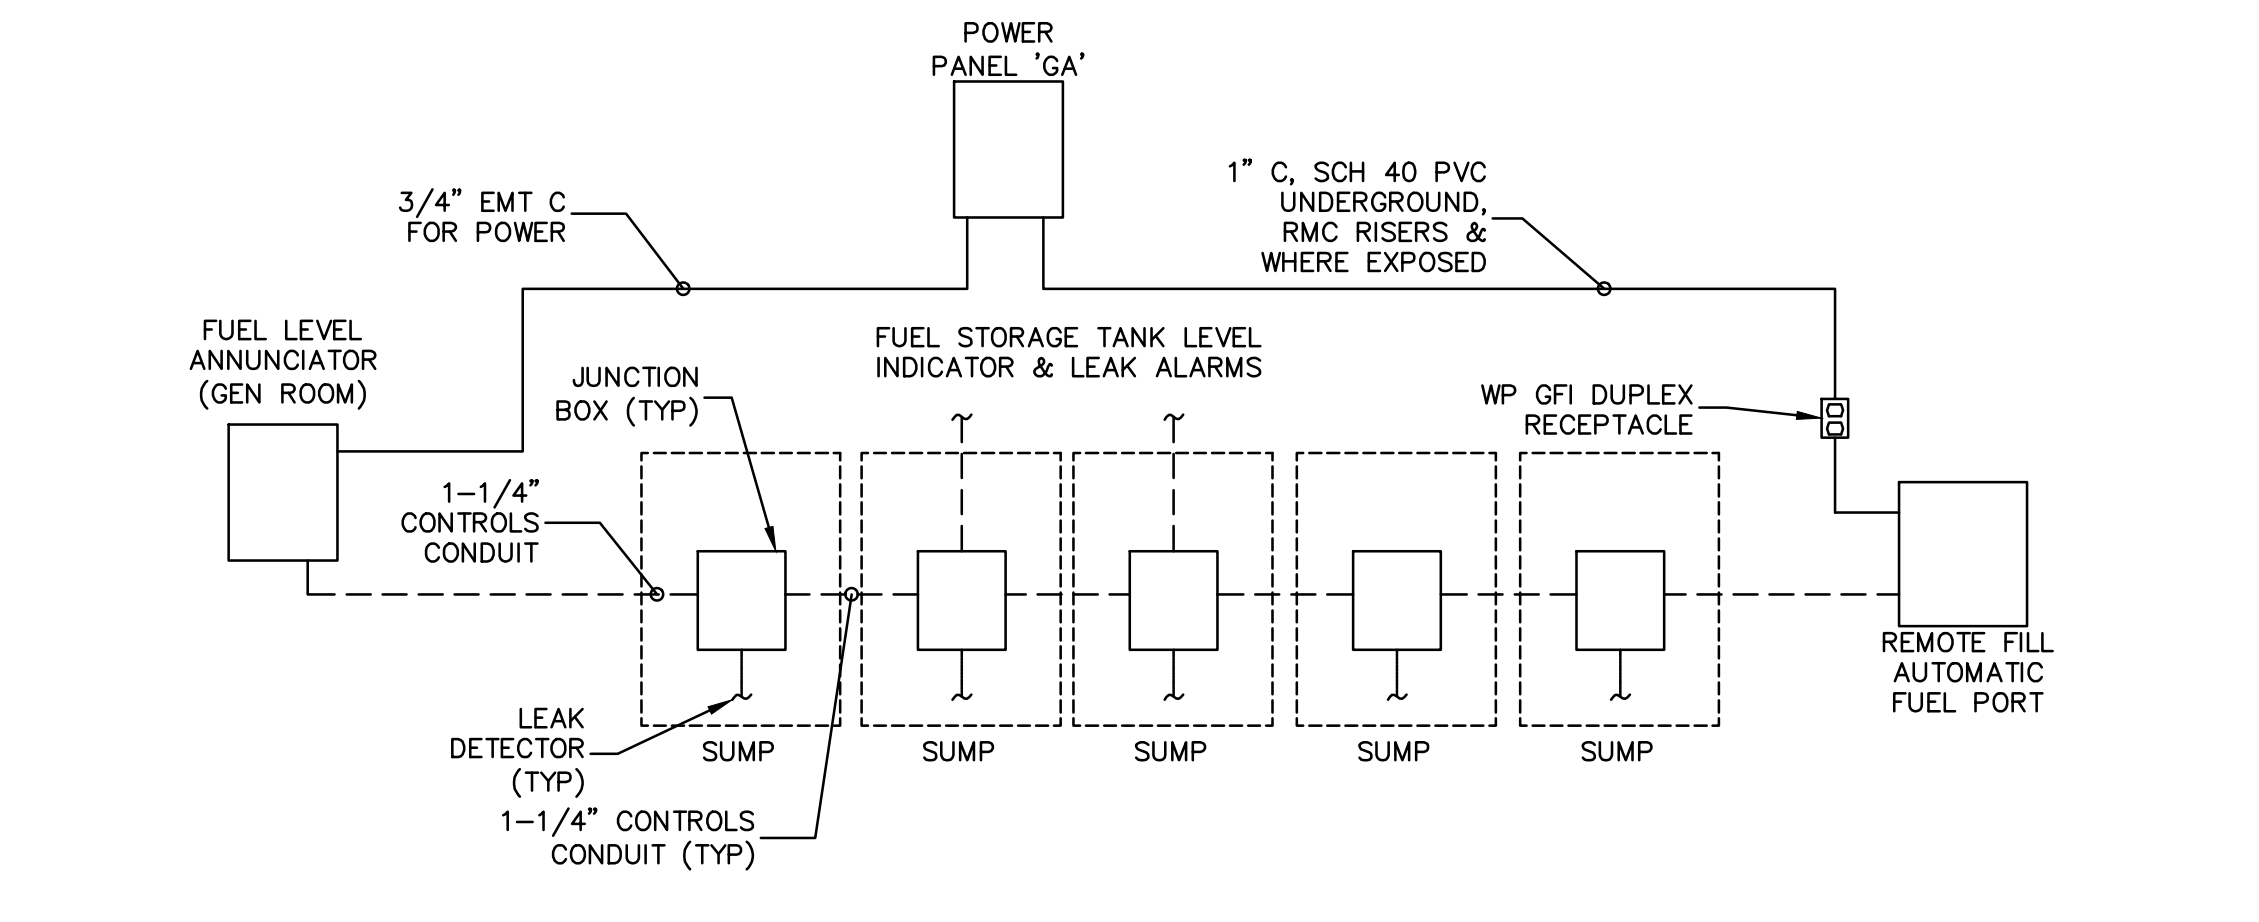 POWER
PANEL 'GA'
3/4" EMT C
FOR POWER
1" C, SCH 40 PVC
UNDERGROUND,
RMC RISERS &
WHERE EXPOSED
FUEL LEVEL
ANNUNCIATOR
(GEN ROOM)
FUEL STORAGE TANK LEVEL
INDICATOR & LEAK ALARMS
JUNCTION
BOX (TYP)
WP GFI DUPLEX
RECEPTACLE
1-1/4"
CONTROLS
CONDUIT
REMOTE FILL
AUTOMATIC
FUEL PORT
LEAK
DETECTOR
(TYP)
SUMP
SUMP
SUMP
SUMP
SUMP
1-1/4" CONTROLS
CONDUIT (TYP)